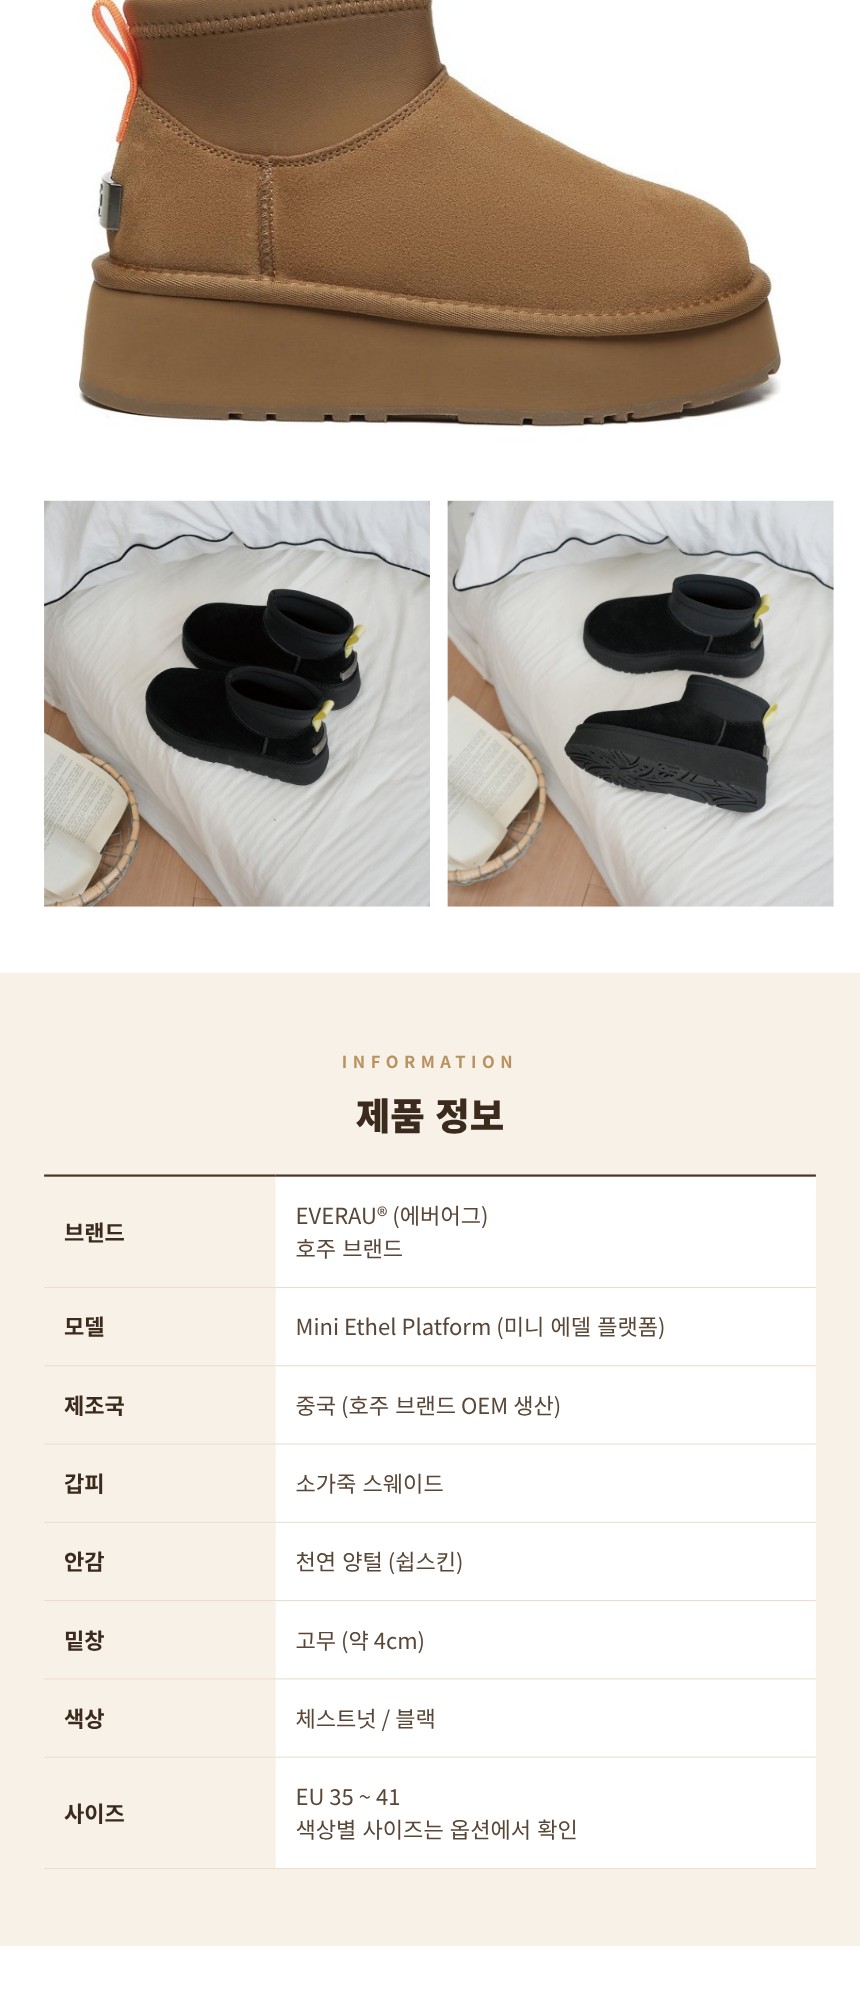 INFORMATION
제품 정보
브랜드
EVERAU® (에버어그)
호주 브랜드
모델
Mini Ethel Platform (미니 에델 플랫폼)
제조국
중국 (호주 브랜드 OEM 생산)
갑피
소가죽 스웨이드
안감
천연 양털 (쉽스킨)
밑창
고무 (약 4cm)
색상
체스트넛 / 블랙
사이즈
EU 35 ~ 41
색상별 사이즈는 옵션에서 확인